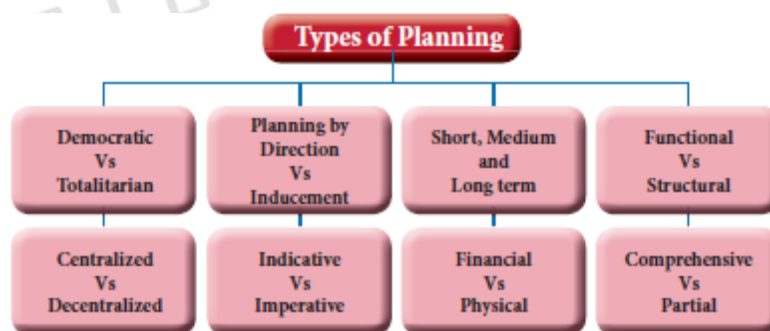 Types of Planning
Democratic
Vs
Totalitarian
Planning by
Direction
Vs
Inducement
Short, Medium
and
Long term
Functional
Vs
Structural
Centralized
Vs
Decentralized
Indicative
Vs
Imperative
Financial
Vs
Physical
Comprehensive
Vs
Partial